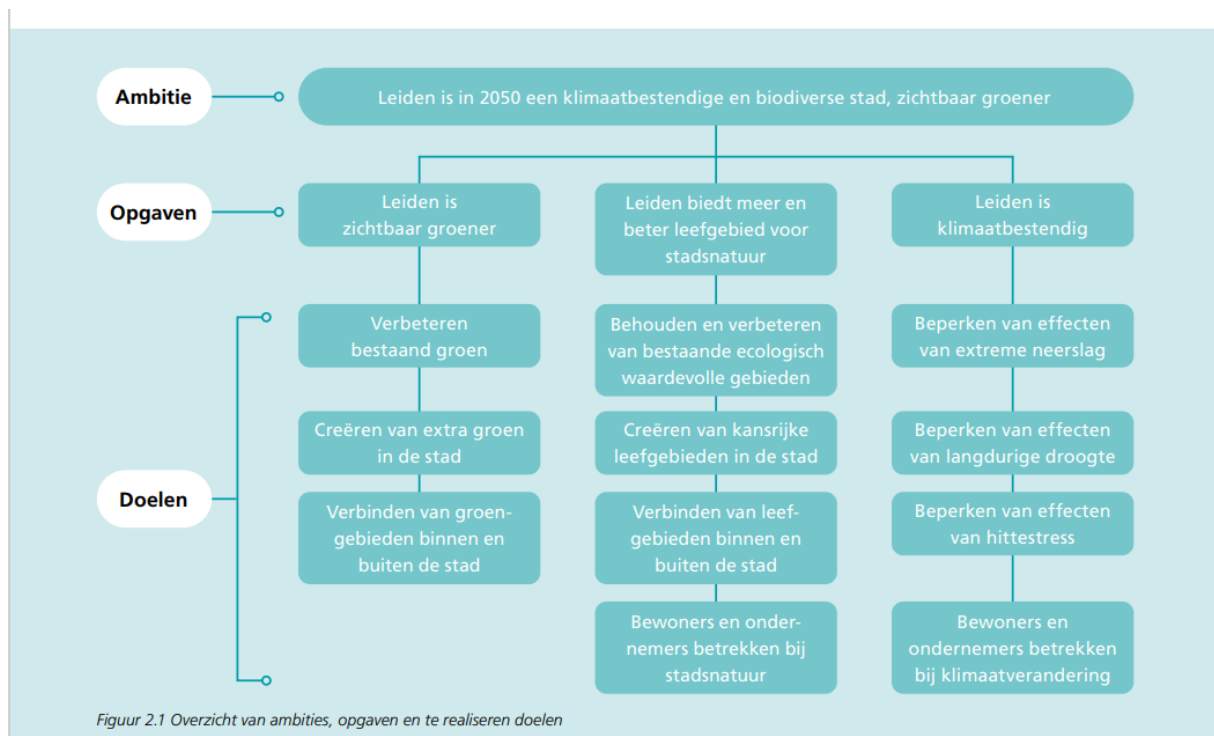 Ambitie
Leiden is in 2050 een klimaatbestendige en biodiverse stad, zichtbaar groener
Opgaven
Leiden is
zichtbaar groener
Leiden biedt meer en
beter leefgebied voor
stadsnatuur
Leiden is
klimaatbestendig
Doelen
Verbeteren
bestaand groen
Creëren van extra groen
in de stad
Verbinden van groen-
gebieden binnen en
buiten de stad
Behouden en verbeteren
van bestaande ecologisch
waardevolle gebieden
Creëren van kansrijke
leefgebieden in de stad
Verbinden van leef-
gebieden binnen en
buiten de stad
Bewoners en onder-
nemers betrekken bij
stadsnatuur
Beperken van effecten
van extreme neerslag
Beperken van effecten
van langdurige droogte
Beperken van effecten
van hittestress
Bewoners en
ondernemers betrekken
bij klimaatverandering
Figuur 2.1 Overzicht van ambities, opgaven en te realiseren doelen